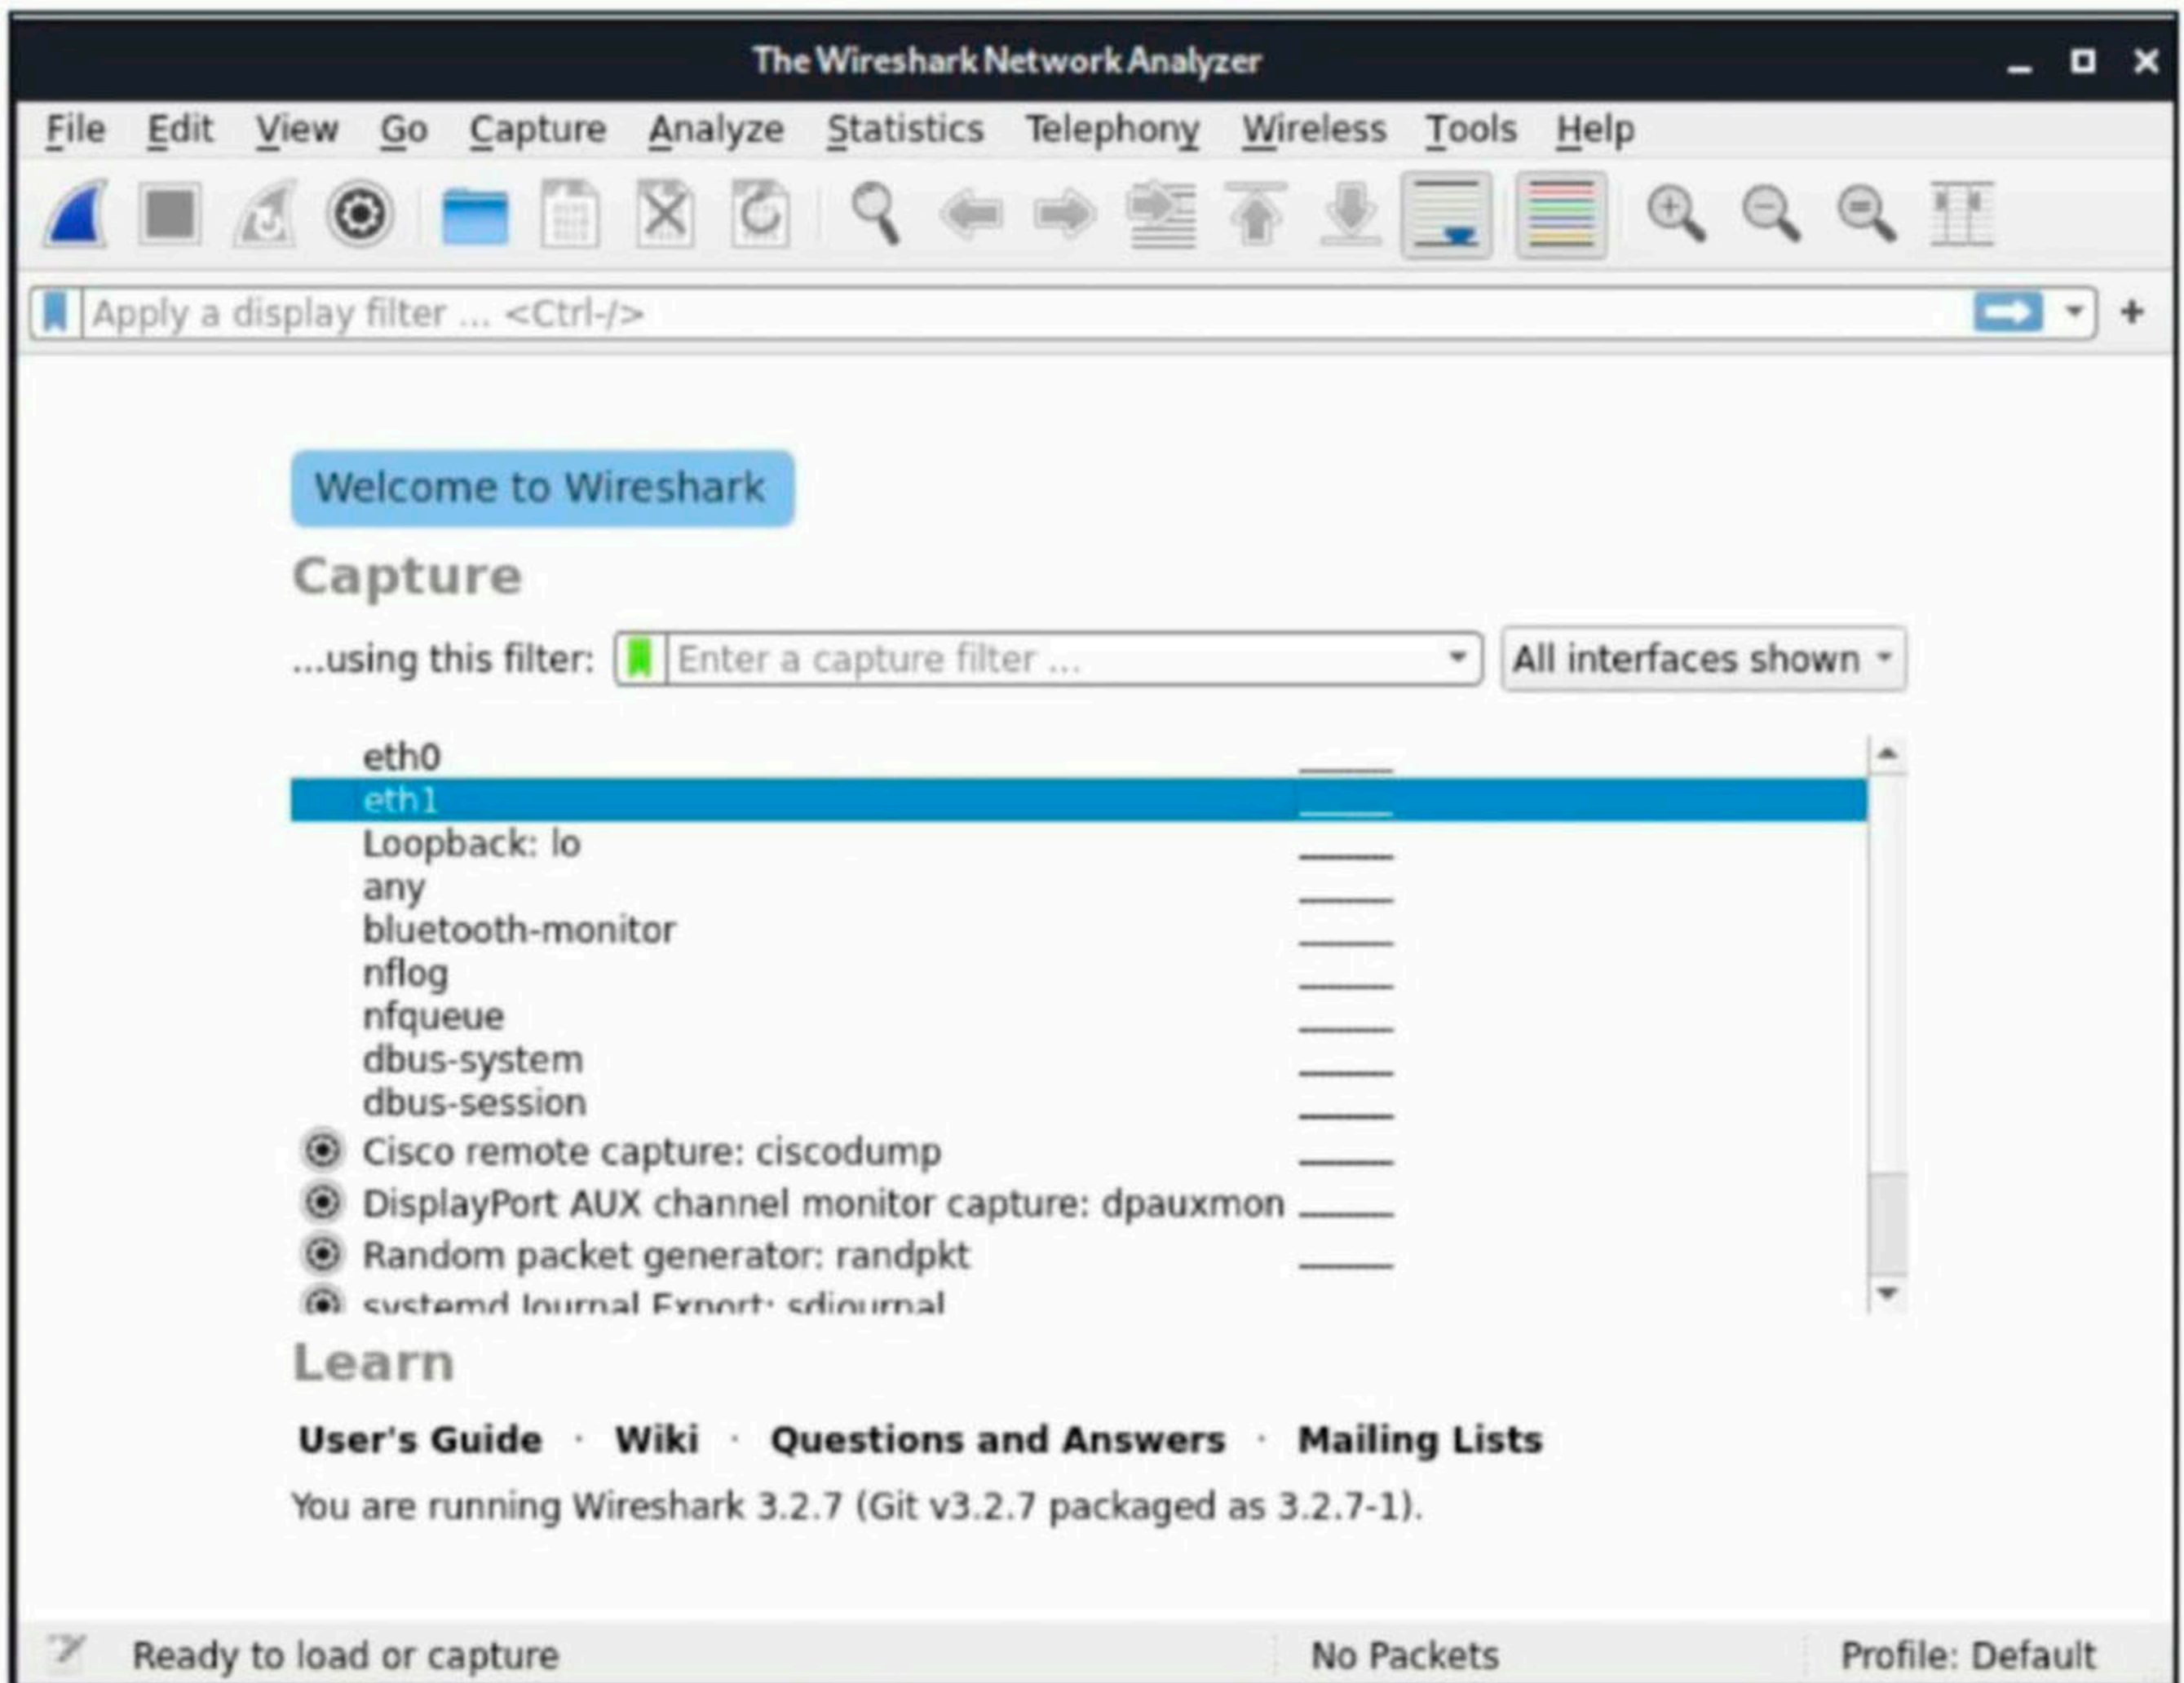 The Wireshark Network Analyzer
File Edit View Go Capture Analyze Statistics Telephony Wireless Tools Help
Apply a display filter ... <Ctrl-/>
Welcome to Wireshark
Capture
...using this filter: Enter a capture filter ... All interfaces shown
eth0
eth1
Loopback: lo
any
bluetooth-monitor
nflog
nfqueue
dbus-system
dbus-session
Cisco remote capture: ciscodump
DisplayPort AUX channel monitor capture: dpauxmon
Random packet generator: randpkt
systemd Journal Export: sdjournal
Learn
User's Guide · Wiki · Questions and Answers · Mailing Lists
You are running Wireshark 3.2.7 (Git v3.2.7 packaged as 3.2.7-1).
Ready to load or capture No Packets Profile: Default